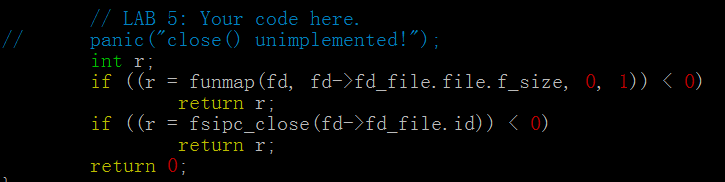 // LAB 5: Your code here.
// panic("close() unimplemented!");
int r;
if ((r = funmap(fd, fd->fd_file.file.f_size, 0, 1)) < 0)
return r;
if ((r = fsipc_close(fd->fd_file.id)) < 0)
return r;
return 0;